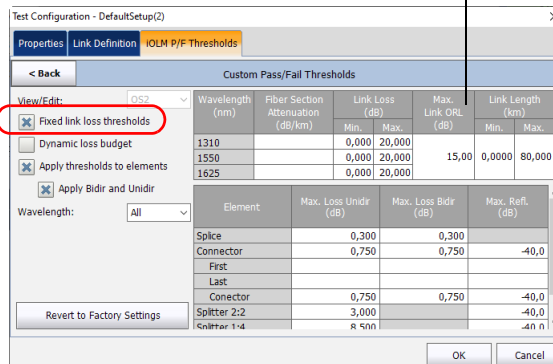 Test Configuration - DefaultSetup(2)
Properties Link Definition iOLM P/F Thresholds
< Back Custom Pass/Fail Thresholds
View/Edit: OS2
Fixed link loss thresholds
Dynamic loss budget
Apply thresholds to elements
Apply Bidir and Unidir
Wavelength: All
Revert to Factory Settings
Wavelength (nm) Fiber Section Attenuation (dB/km) Link Loss (dB) Max. Link ORL (dB) Link Length (km)
Min. Max. Min. Max.
1310 0,000 20,000
1550 0,000 20,000 15,00 0,0000 80,000
1625 0,000 20,000
Element Max. Loss Unidir (dB) Max. Loss Bidir (dB) Max. Refl. (dB)
Splice 0,300 0,300
Connector 0,750 0,750 -40,0
First
Last
Conector 0,750 0,750 -40,0
Splitter 2:2 3,000 -40,0
Splitter 1:4 8,500 -40,0
OK Cancel